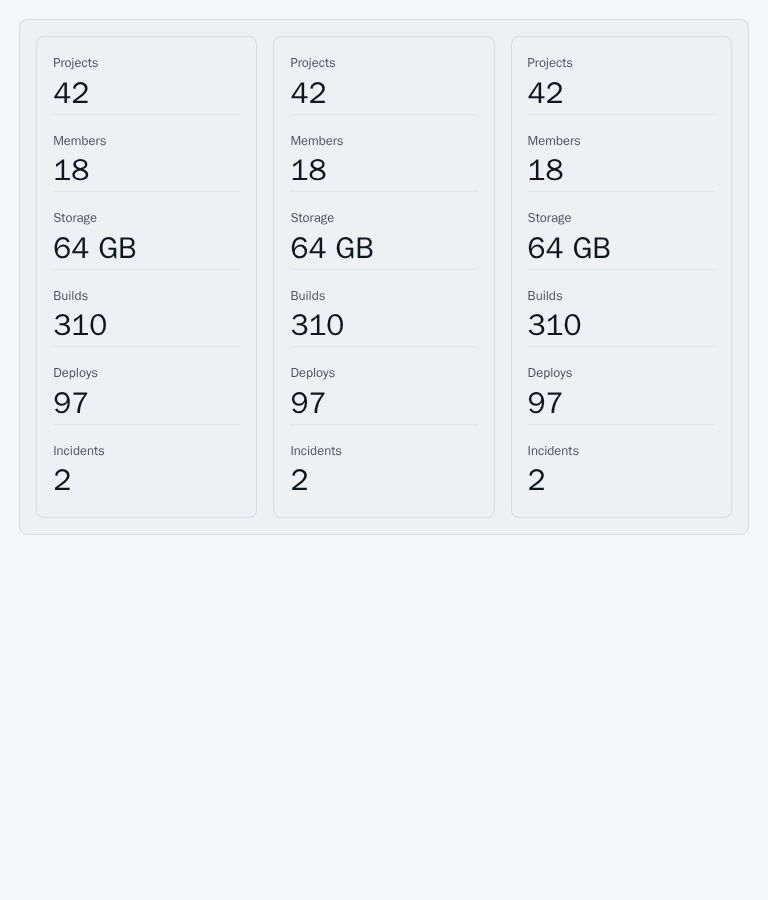 Projects
42
Members
18
Storage
64 GB
Builds
310
Deploys
97
Incidents
2
Projects
42
Members
18
Storage
64 GB
Builds
310
Deploys
97
Incidents
2
Projects
42
Members
18
Storage
64 GB
Builds
310
Deploys
97
Incidents
2